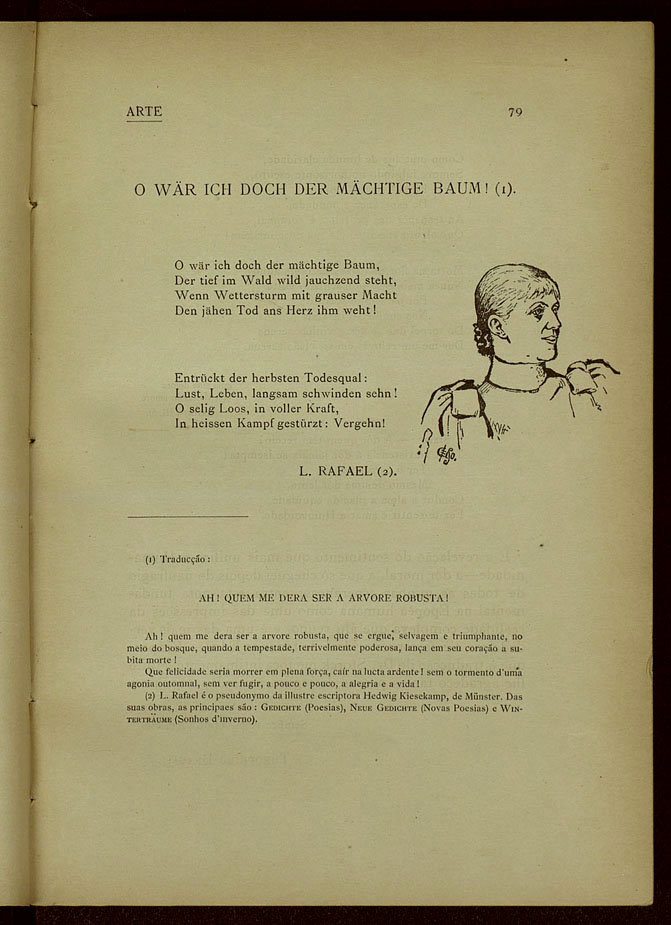 ARTE 79
O WÄR ICH DOCH DER MÄCHTIGE BAUM! (1).
O wär ich doch der mächtige Baum,
Der tief im Wald wild jauchzend steht,
Wenn Wettersturm mit grauser Macht
Den jähen Tod ans Herz ihm weht!
Entrückt der herbsten Todesqual:
Lust, Leben, langsam schwinden sehn!
O selig Loos, in voller Kraft,
In heissen Kampf gestürzt: Vergehn!
L. RAFAEL (2).
(1) Traducção:
AH! QUEM ME DERA SER A ARVORE ROBUSTA!
Ah! quem me dera ser a arvore robusta, que se ergue, selvagem e triumphante, no
meio do bosque, quando a tempestade, terrivelmente poderosa, lança em seu coração a su-
bita morte!
Que felicidade seria morrer em plena força, caír na lucta ardente! sem o tormento d'uma
agonia outomnal, sem ver fugir, a pouco e pouco, a alegria e a vida!
(2) L. Rafael é o pseudonymo da illustre escriptora Hedwig Kiesekamp, de Münster. Das
suas obras, as principaes são: GEDICHTE (Poesias), NEUE GEDICHTE (Novas Poesias) e WIN-
TERTRÄUME (Sonhos d'inverno).